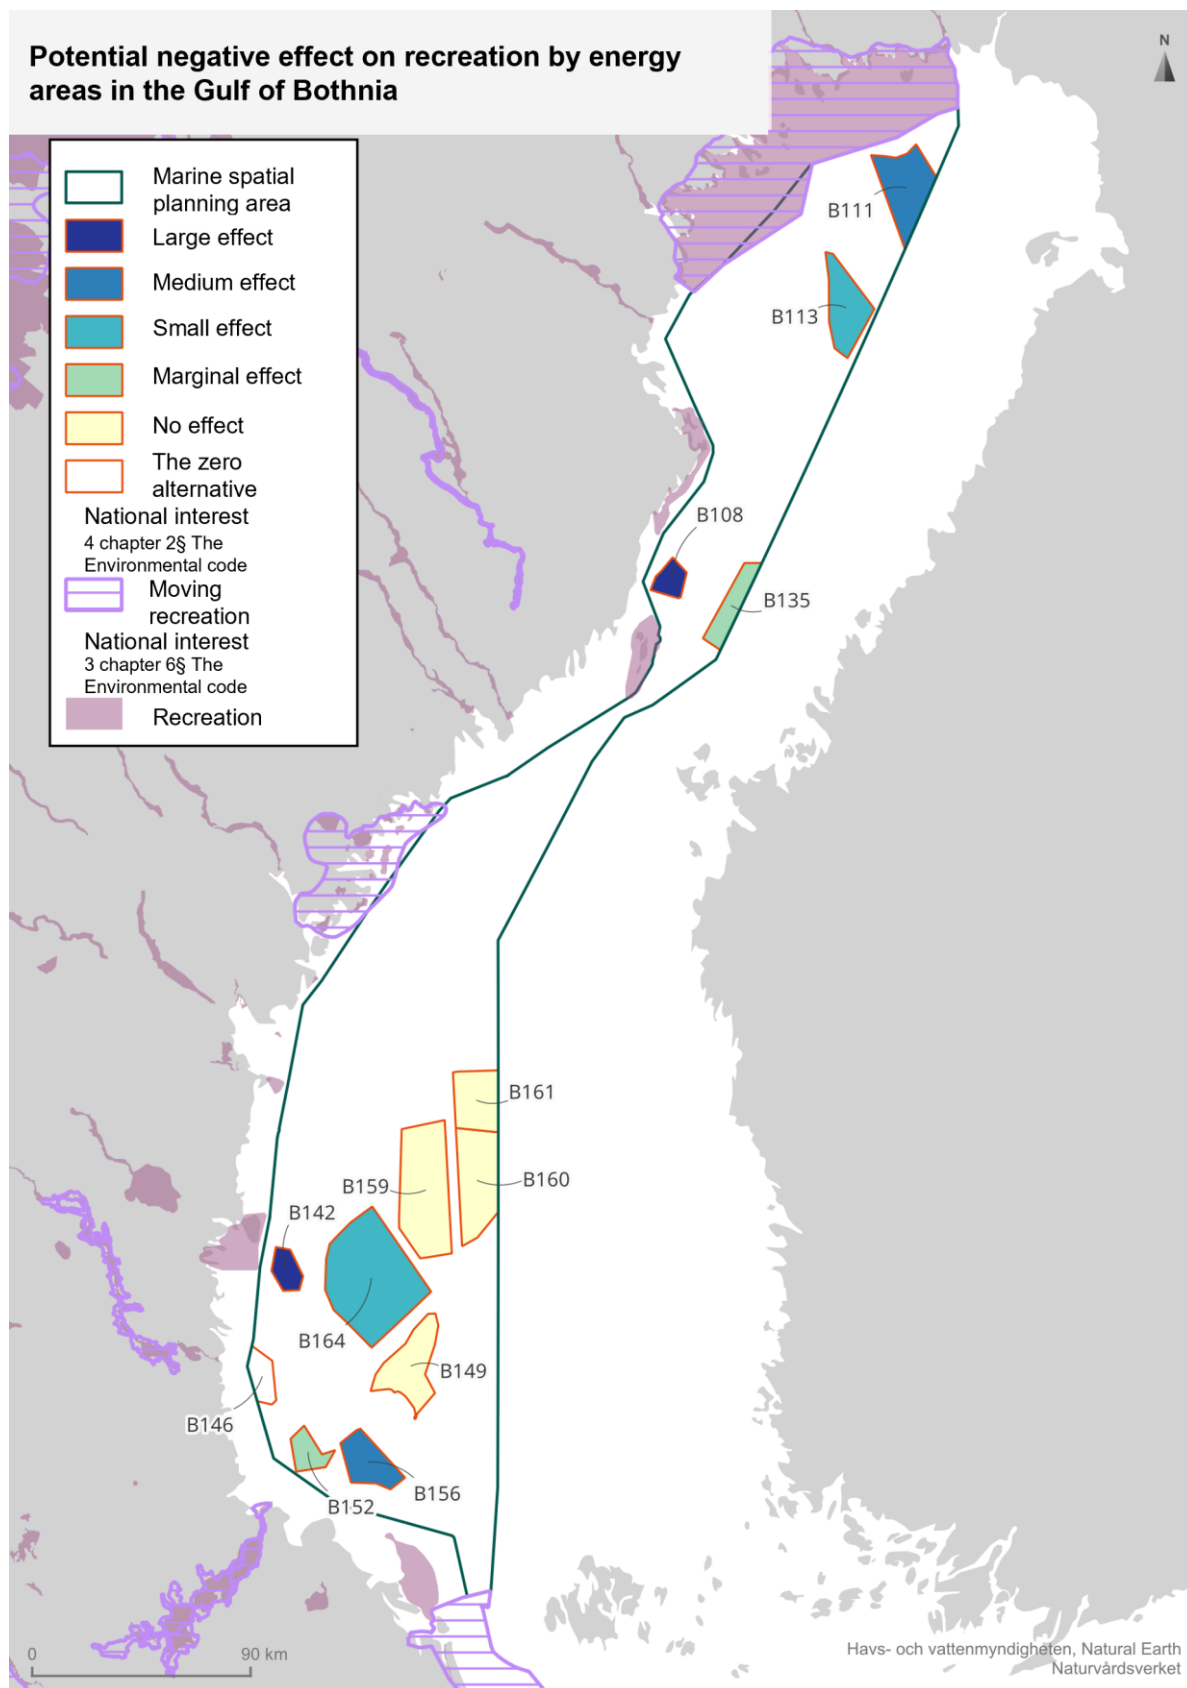 Potential negative effect on recreation by energy
areas in the Gulf of Bothnia
N
Marine spatial
planning area
Large effect
Medium effect
Small effect
Marginal effect
No effect
The zero
alternative
National interest
4 chapter 2§ The
Environmental code
Moving
recreation
National interest
3 chapter 6§ The
Environmental code
Recreation
B111
B113
B108
B135
B161
B160
B159
B142
B164
B149
B146
B156
B152
0 90 km
Havs- och vattenmyndigheten, Natural Earth
Naturvårdsverket